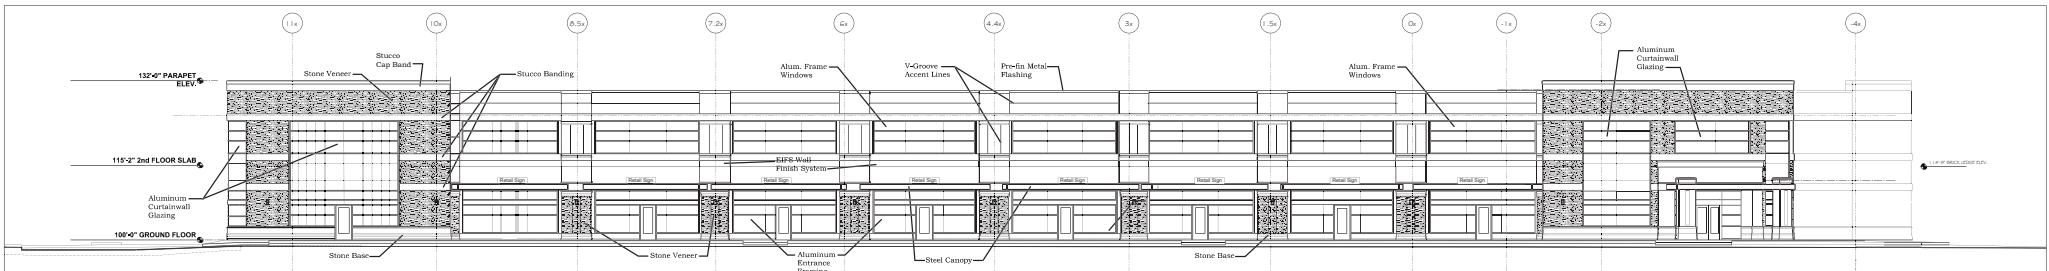 11x
10x
8.5x
7.2x
6x
4.4x
3x
1.5x
0x
-1x
-2x
-4x
132'-0" PARAPET
ELEV.
Stone Veneer
Stucco
Cap Band
Stucco Banding
Alum. Frame
Windows
V-Groove
Accent Lines
Pre-fin Metal
Flashing
Alum. Frame
Windows
Aluminum
Curtainwall
Glazing
115'-2" 2nd FLOOR SLAB
EIFS Wall
Finish System
Retail Sign
Retail Sign
Retail Sign
Retail Sign
Retail Sign
Retail Sign
Retail Sign
Retail Sign
Aluminum
Curtainwall
Glazing
100'-0" GROUND FLOOR
Stone Base
Stone Veneer
Aluminum
Entrance
Framing
Steel Canopy
Stone Base